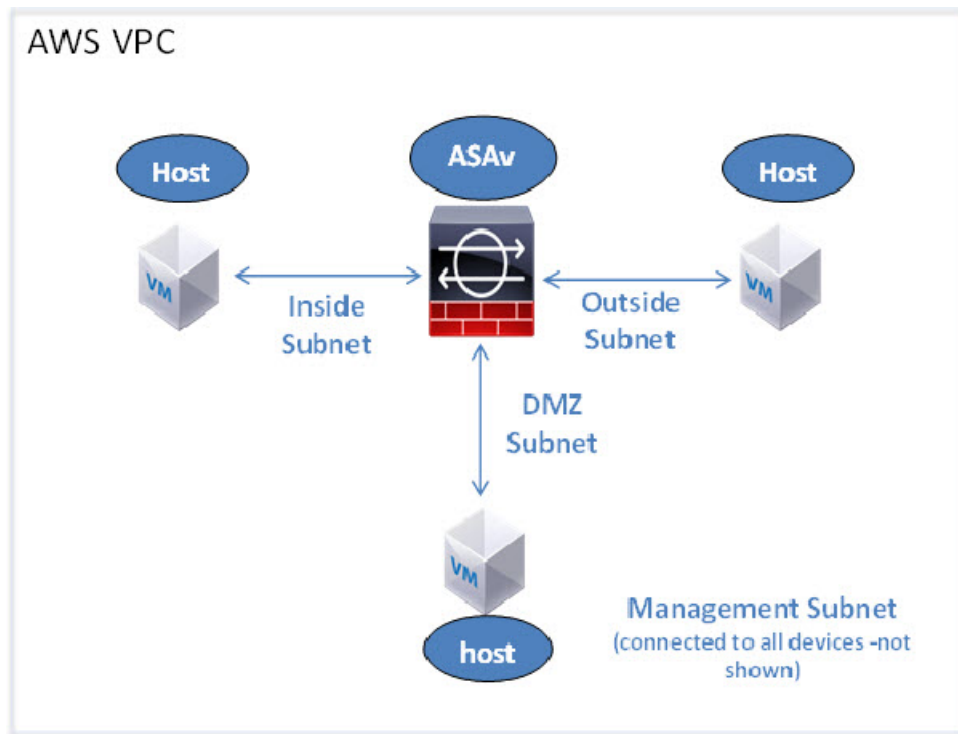 AWS VPC
Host
ASAv
Host
VM
VM
Inside
Subnet
Outside
Subnet
DMZ
Subnet
VM
host
Management Subnet
(connected to all devices -not
shown)